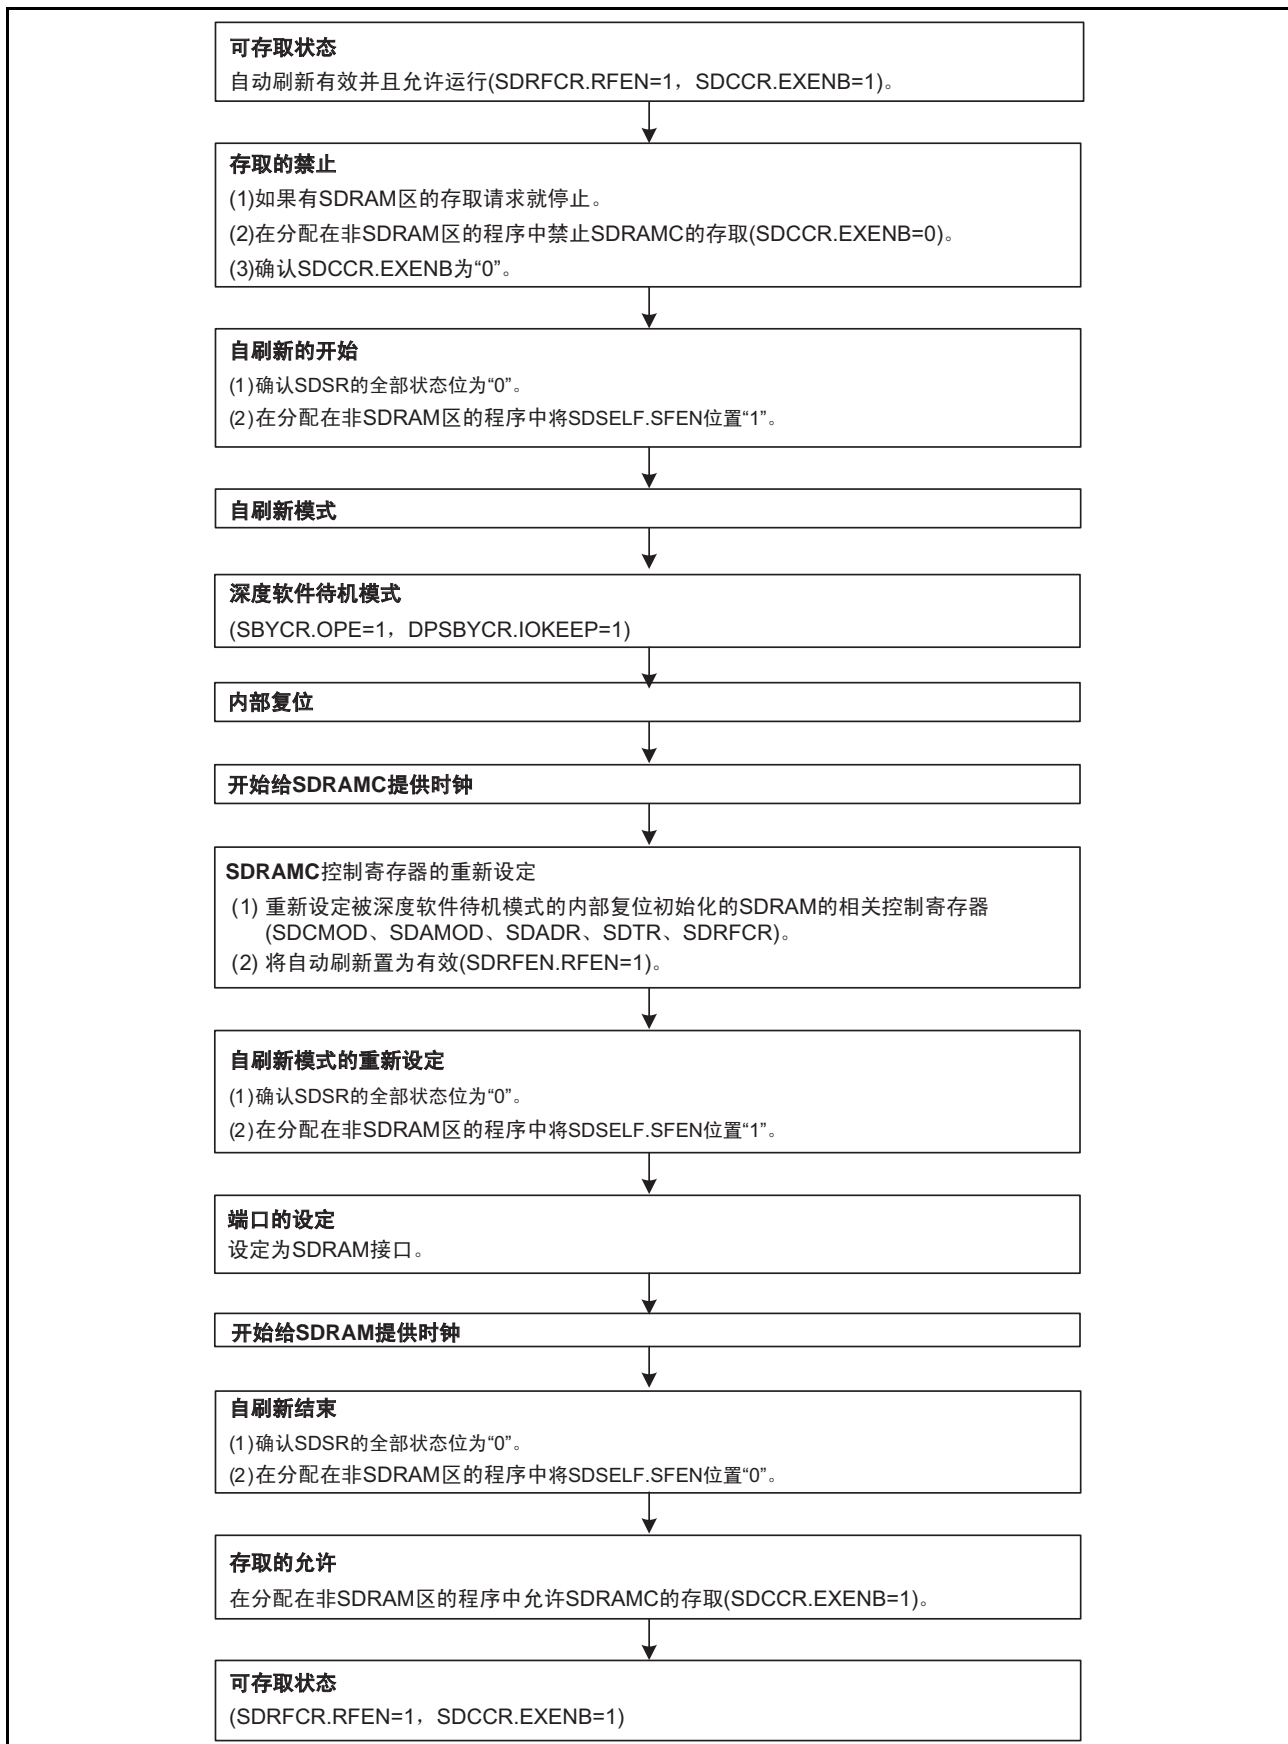 可存取状态
自动刷新有效并且允许运行(SDRFCR.RFEN=1，SDCCR.EXENB=1)。
存取的禁止
(1)如果有SDRAM区的存取请求就停止。
(2)在分配在非SDRAM区的程序中禁止SDRAMC的存取(SDCCR.EXENB=0)。
(3)确认SDCCR.EXENB为“0”。
自刷新的开始
(1)确认SDSR的全部状态位为“0”。
(2)在分配在非SDRAM区的程序中将SDSELF.SFEN位置“1”。
自刷新模式
深度软件待机模式
(SBYCR.OPE=1，DPSBYCR.IOKEEP=1)
内部复位
开始给SDRAMC提供时钟
SDRAMC控制寄存器的重新设定
(1) 重新设定被深度软件待机模式的内部复位初始化的SDRAM的相关控制寄存器
(SDCMOD、SDAMOD、SDADR、SDTR、SDRFCR)。
(2) 将自动刷新置为有效(SDRFEN.RFEN=1)。
自刷新模式的重新设定
(1)确认SDSR的全部状态位为“0”。
(2)在分配在非SDRAM区的程序中将SDSELF.SFEN位置“1”。
端口的设定
设定为SDRAM接口。
开始给SDRAM提供时钟
自刷新结束
(1)确认SDSR的全部状态位为“0”。
(2)在分配在非SDRAM区的程序中将SDSELF.SFEN位置“0”。
存取的允许
在分配在非SDRAM区的程序中允许SDRAMC的存取(SDCCR.EXENB=1)。
可存取状态
(SDRFCR.RFEN=1，SDCCR.EXENB=1)